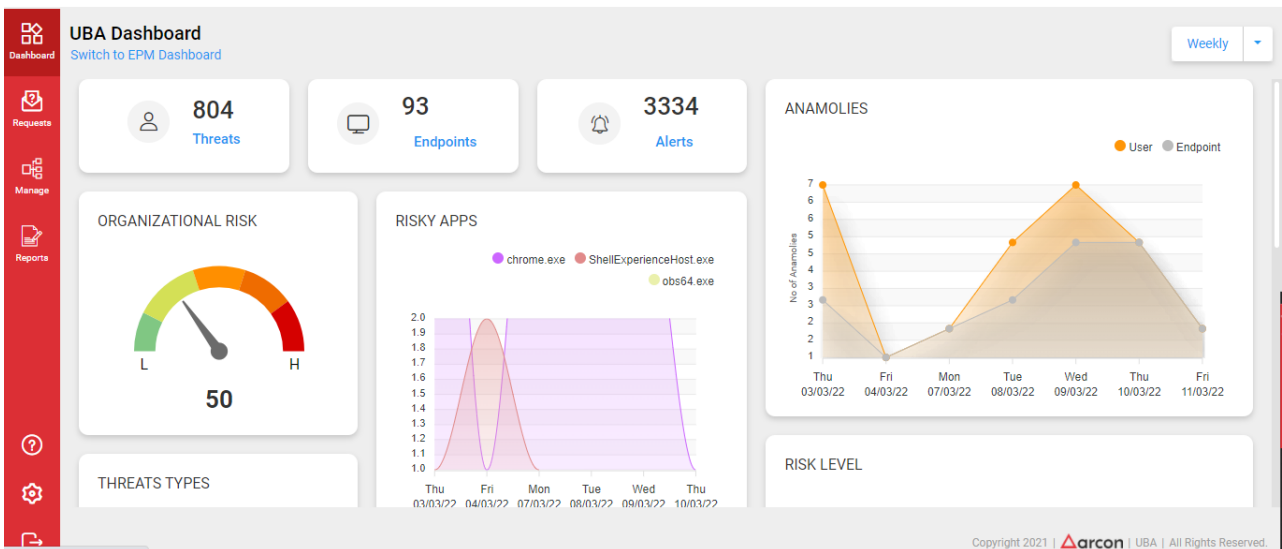 UBA Dashboard
Switch to EPM Dashboard
Weekly
Dashboard
Requests
Manage
Reports
804
Threats
93
Endpoints
3334
Alerts
ORGANIZATIONAL RISK
L
H
50
THREATS TYPES
RISKY APPS
chrome.exe ShellExperienceHost.exe
obs64.exe
2.0
1.9
1.8
1.7
1.6
1.5
1.4
1.3
1.2
1.1
1.0
Thu Fri Mon Tue Wed Thu
03/03/22 04/03/22 07/03/22 08/03/22 09/03/22 10/03/22
ANAMOLIES
User Endpoint
No of Anamolies
7
6
6
5
5
4
3
3
2
2
1
Thu Fri Mon Tue Wed Thu Fri
03/03/22 04/03/22 07/03/22 08/03/22 09/03/22 10/03/22 11/03/22
RISK LEVEL
Copyright 2021 | arcon | UBA | All Rights Reserved.